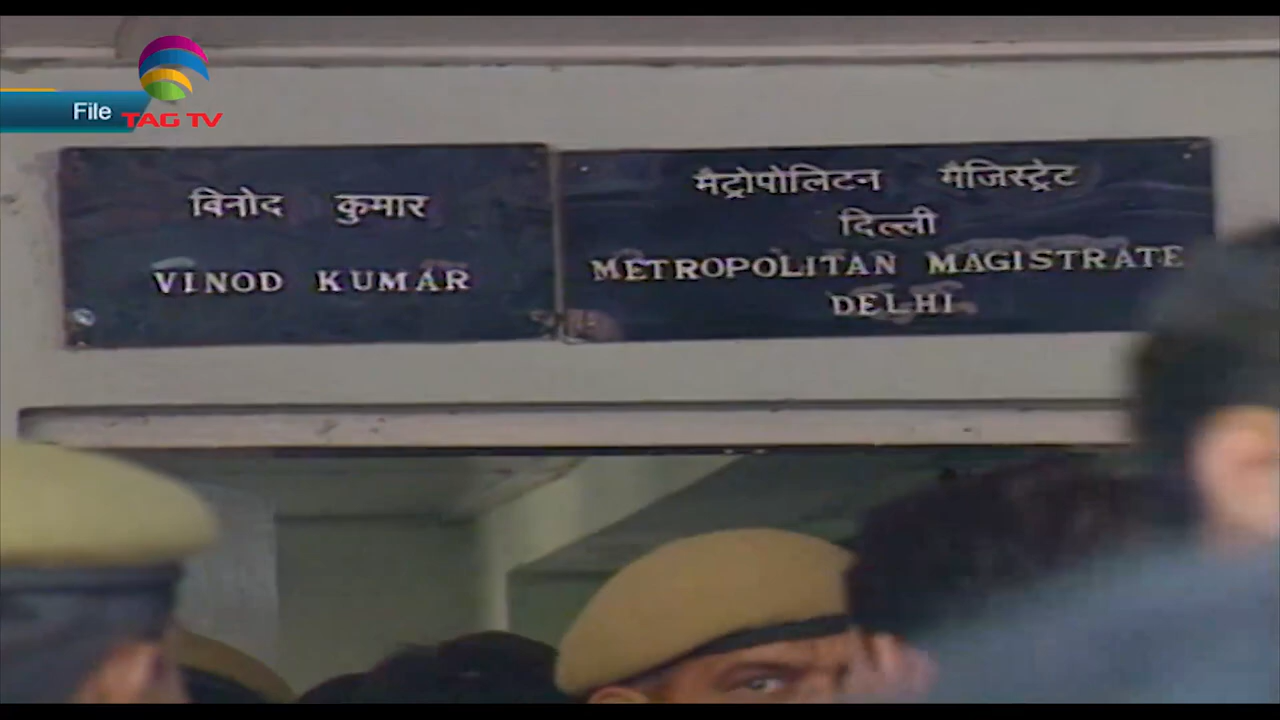 File
TAG TV
बिनोद कुमार
VINOD KUMAR
मैट्रोपोलिटन मैजिस्ट्रेट
दिल्ली
METROPOLITAN MAGISTRATE
DELHI